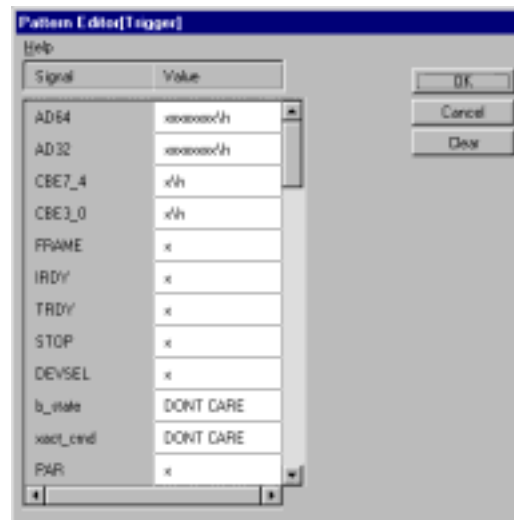 Pattern Editor[Trigger]
Help
Signal Value
OK
Cancel
Clear
AD64 xxxxxxxx\h
AD32 xxxxxxxx\h
CBE7_4 x\h
CBE3_0 x\h
FRAME x
IRDY x
TRDY x
STOP x
DEVSEL x
b_state DONT CARE
xact_cmd DONT CARE
PAR x